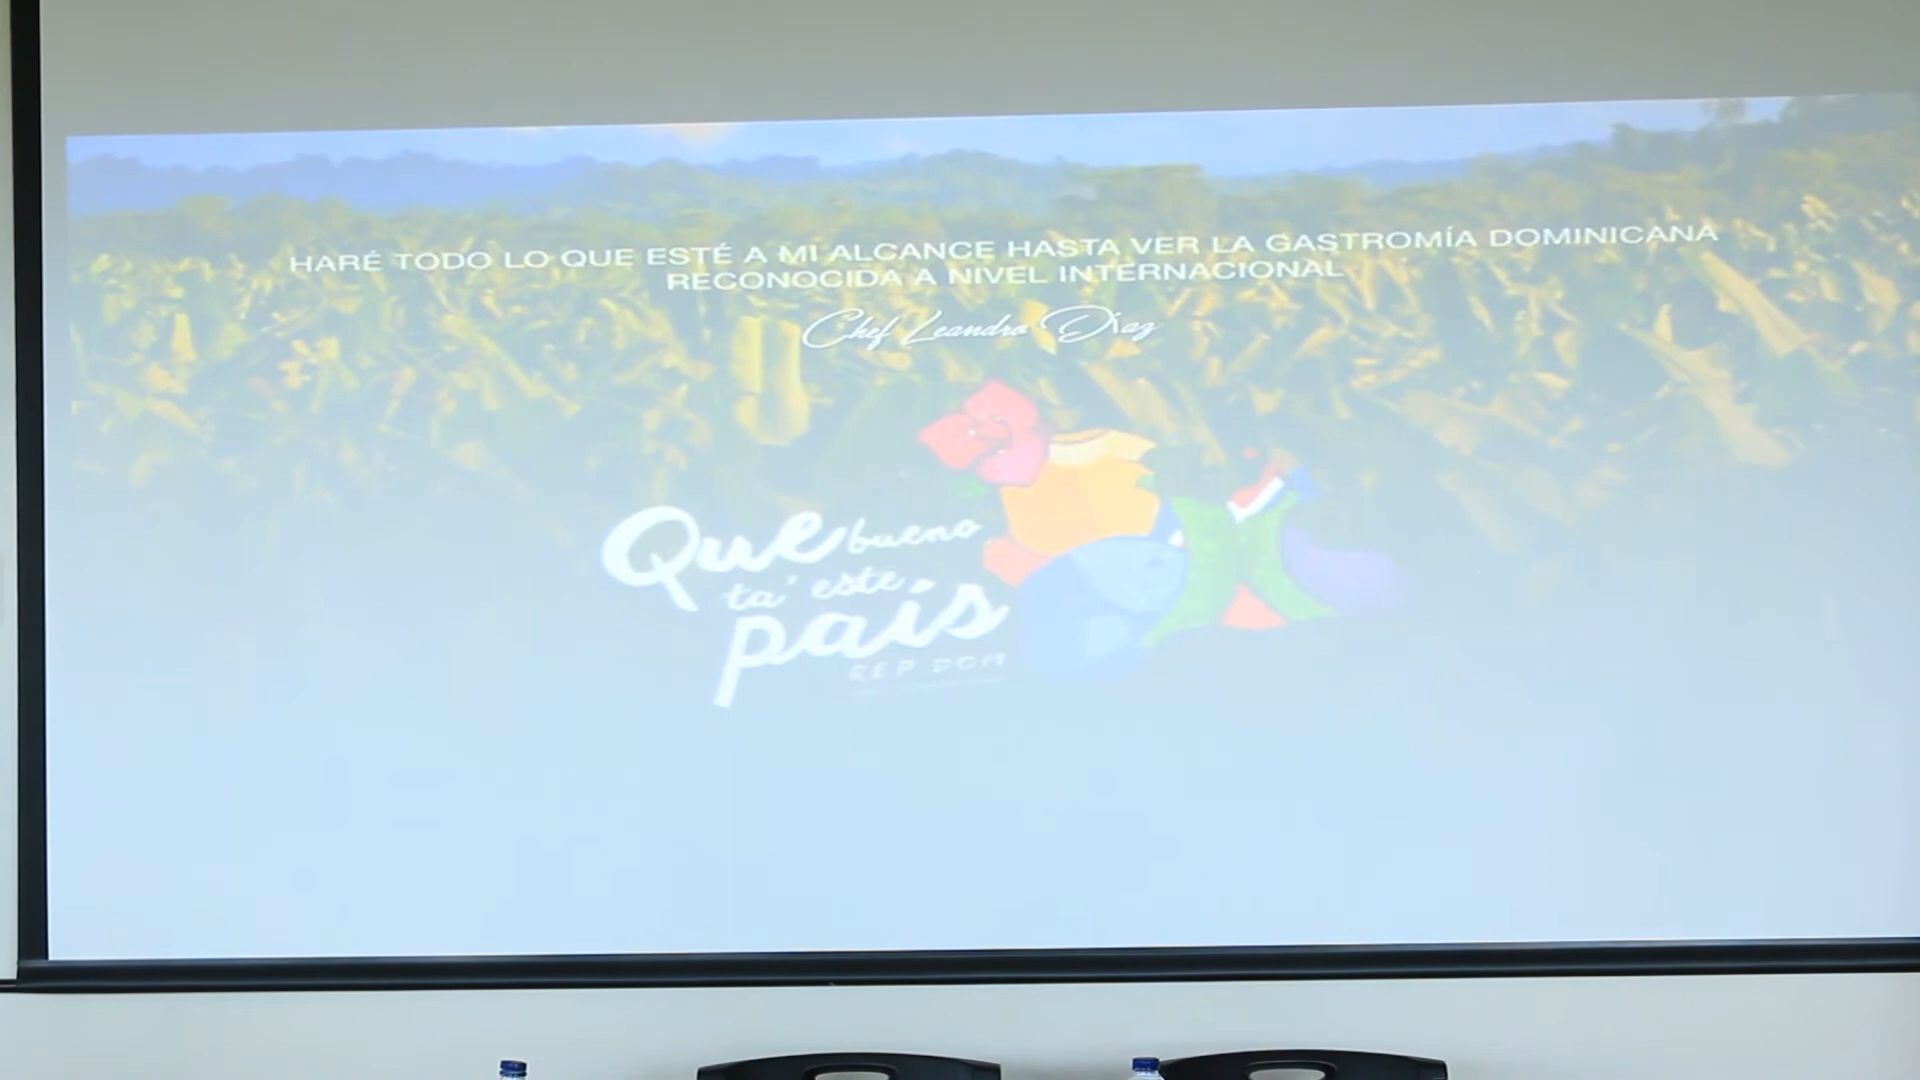 HARÉ TODO LO QUE ESTÉ A MI ALCANCE HASTA VER LA GASTROMÍA DOMINICANA
RECONOCIDA A NIVEL INTERNACIONAL
Chef Leandro Díaz
Que bueno
ta' este
país
REP DOM